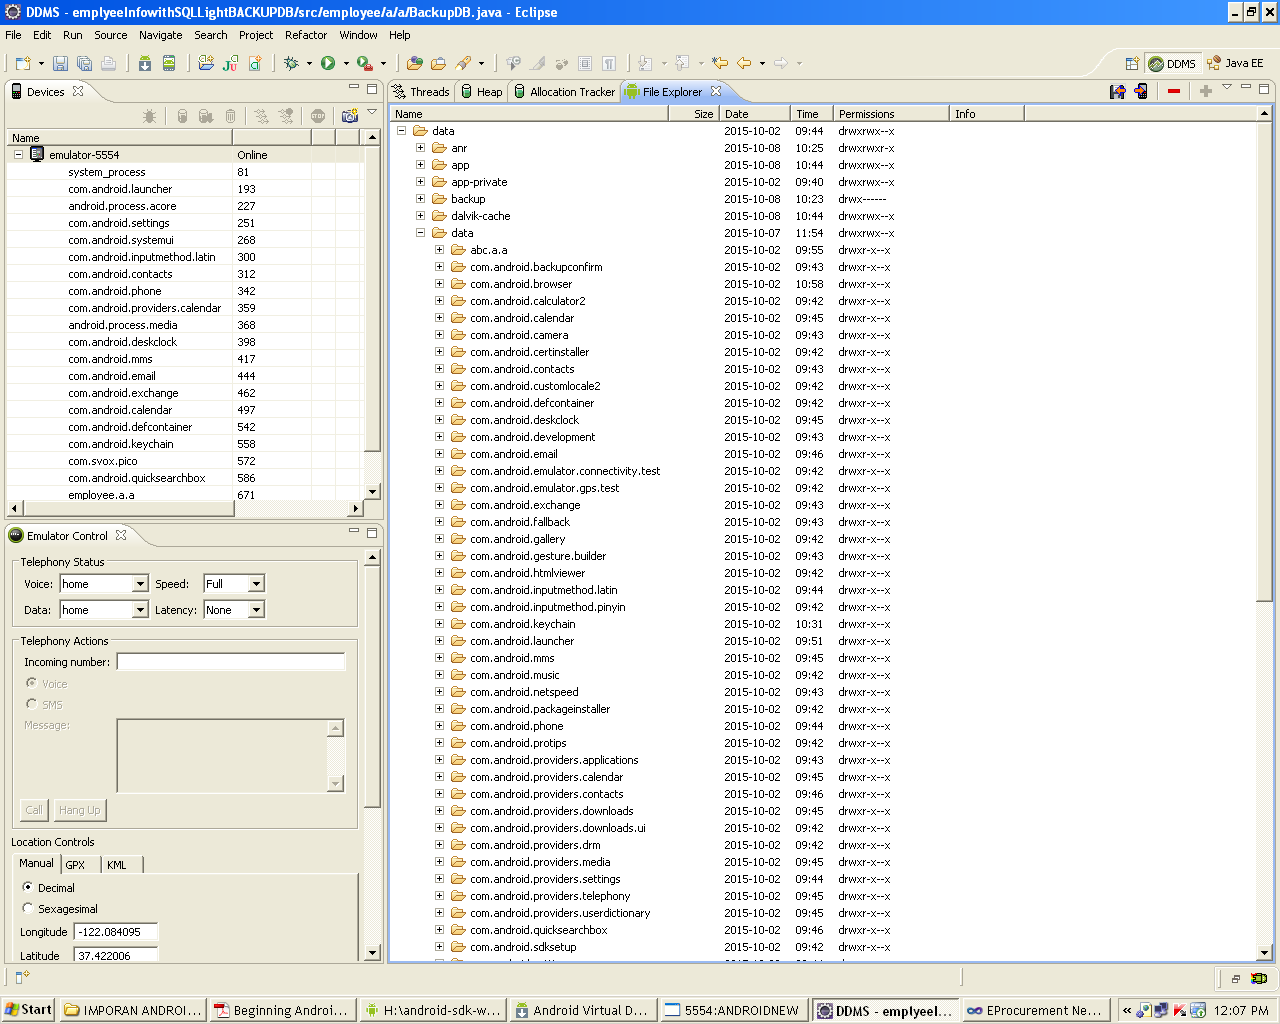 DDMS - emplyeeInfowithSQLLightBACKUPDB/src/employee/a/a/BackupDB.java - Eclipse
File Edit Run Source Navigate Search Project Refactor Window Help
DDMS Java EE
Devices
Name
emulator-5554 Online
system_process 81
com.android.launcher 193
android.process.acore 227
com.android.settings 251
com.android.systemui 268
com.android.inputmethod.latin 300
com.android.contacts 312
com.android.phone 342
com.android.providers.calendar 359
android.process.media 368
com.android.deskclock 398
com.android.mms 417
com.android.email 444
com.android.exchange 462
com.android.calendar 497
com.android.defcontainer 542
com.android.keychain 558
com.svox.pico 572
com.android.quicksearchbox 586
employee.a.a 671
Emulator Control
Telephony Status
Voice: home Speed: Full
Data: home Latency: None
Telephony Actions
Incoming number:
Voice
SMS
Message:
Call Hang Up
Location Controls
Manual GPX KML
Decimal
Sexagesimal
Longitude -122.084095
Latitude 37.422006
Threads Heap Allocation Tracker File Explorer
Name Size Date Time Permissions Info
data 2015-10-02 09:44 drwxrwx--x
anr 2015-10-08 10:25 drwxrwxr-x
app 2015-10-08 10:44 drwxrwx--x
app-private 2015-10-02 09:40 drwxrwx--x
backup 2015-10-08 10:23 drwx------
dalvik-cache 2015-10-08 10:44 drwxrwx--x
data 2015-10-07 11:54 drwxrwx--x
abc.a.a 2015-10-02 09:55 drwxr-x--x
com.android.backupconfirm 2015-10-02 09:43 drwxr-x--x
com.android.browser 2015-10-02 10:58 drwxr-x--x
com.android.calculator2 2015-10-02 09:42 drwxr-x--x
com.android.calendar 2015-10-02 09:45 drwxr-x--x
com.android.camera 2015-10-02 09:43 drwxr-x--x
com.android.certinstaller 2015-10-02 09:42 drwxr-x--x
com.android.contacts 2015-10-02 09:43 drwxr-x--x
com.android.customlocale2 2015-10-02 09:42 drwxr-x--x
com.android.defcontainer 2015-10-02 09:42 drwxr-x--x
com.android.deskclock 2015-10-02 09:45 drwxr-x--x
com.android.development 2015-10-02 09:43 drwxr-x--x
com.android.email 2015-10-02 09:46 drwxr-x--x
com.android.emulator.connectivity.test 2015-10-02 09:42 drwxr-x--x
com.android.emulator.gps.test 2015-10-02 09:42 drwxr-x--x
com.android.exchange 2015-10-02 09:43 drwxr-x--x
com.android.fallback 2015-10-02 09:43 drwxr-x--x
com.android.gallery 2015-10-02 09:42 drwxr-x--x
com.android.gesture.builder 2015-10-02 09:43 drwxr-x--x
com.android.htmlviewer 2015-10-02 09:42 drwxr-x--x
com.android.inputmethod.latin 2015-10-02 09:44 drwxr-x--x
com.android.inputmethod.pinyin 2015-10-02 09:42 drwxr-x--x
com.android.keychain 2015-10-02 10:31 drwxr-x--x
com.android.launcher 2015-10-02 09:51 drwxr-x--x
com.android.mms 2015-10-02 09:45 drwxr-x--x
com.android.music 2015-10-02 09:42 drwxr-x--x
com.android.netspeed 2015-10-02 09:43 drwxr-x--x
com.android.packageinstaller 2015-10-02 09:42 drwxr-x--x
com.android.phone 2015-10-02 09:44 drwxr-x--x
com.android.protips 2015-10-02 09:42 drwxr-x--x
com.android.providers.applications 2015-10-02 09:43 drwxr-x--x
com.android.providers.calendar 2015-10-02 09:45 drwxr-x--x
com.android.providers.contacts 2015-10-02 09:46 drwxr-x--x
com.android.providers.downloads 2015-10-02 09:45 drwxr-x--x
com.android.providers.downloads.ui 2015-10-02 09:42 drwxr-x--x
com.android.providers.drm 2015-10-02 09:42 drwxr-x--x
com.android.providers.media 2015-10-02 09:45 drwxr-x--x
com.android.providers.settings 2015-10-02 09:44 drwxr-x--x
com.android.providers.telephony 2015-10-02 09:45 drwxr-x--x
com.android.providers.userdictionary 2015-10-02 09:45 drwxr-x--x
com.android.quicksearchbox 2015-10-02 09:46 drwxr-x--x
com.android.sdksetup 2015-10-02 09:42 drwxr-x--x
Start IMPORAN ANDROI... Beginning Androi... H:\android-sdk-w... Android Virtual D... 5554:ANDROIDNEW DDMS - emplyeeI... EProcurement Ne... 12:07 PM